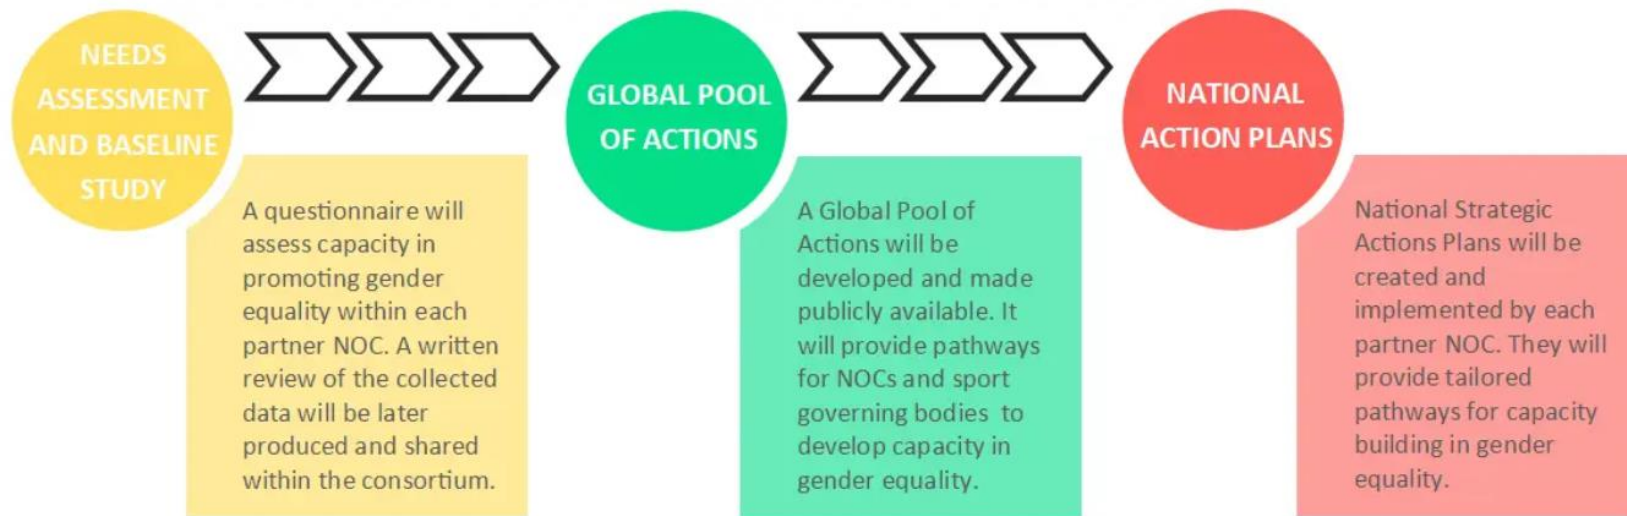 NEEDS
ASSESSMENT
AND BASELINE
STUDY
A questionnaire will
assess capacity in
promoting gender
equality within each
partner NOC. A written
review of the collected
data will be later
produced and shared
within the consortium.
GLOBAL POOL
OF ACTIONS
A Global Pool of
Actions will be
developed and made
publicly available. It
will provide pathways
for NOCs and sport
governing bodies  to
develop capacity in
gender equality.
NATIONAL
ACTION PLANS
National Strategic
Actions Plans will be
created and
implemented by each
partner NOC. They will
provide tailored
pathways for capacity
building in gender
equality.